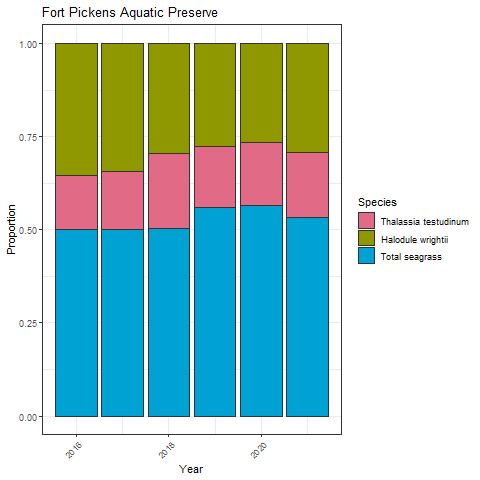 Fort Pickens Aquatic Preserve
1.00
0.75
0.50
0.25
0.00
Proportion
2016
2018
2020
Year
Species
Thalassia testudinum
Halodule wrightii
Total seagrass